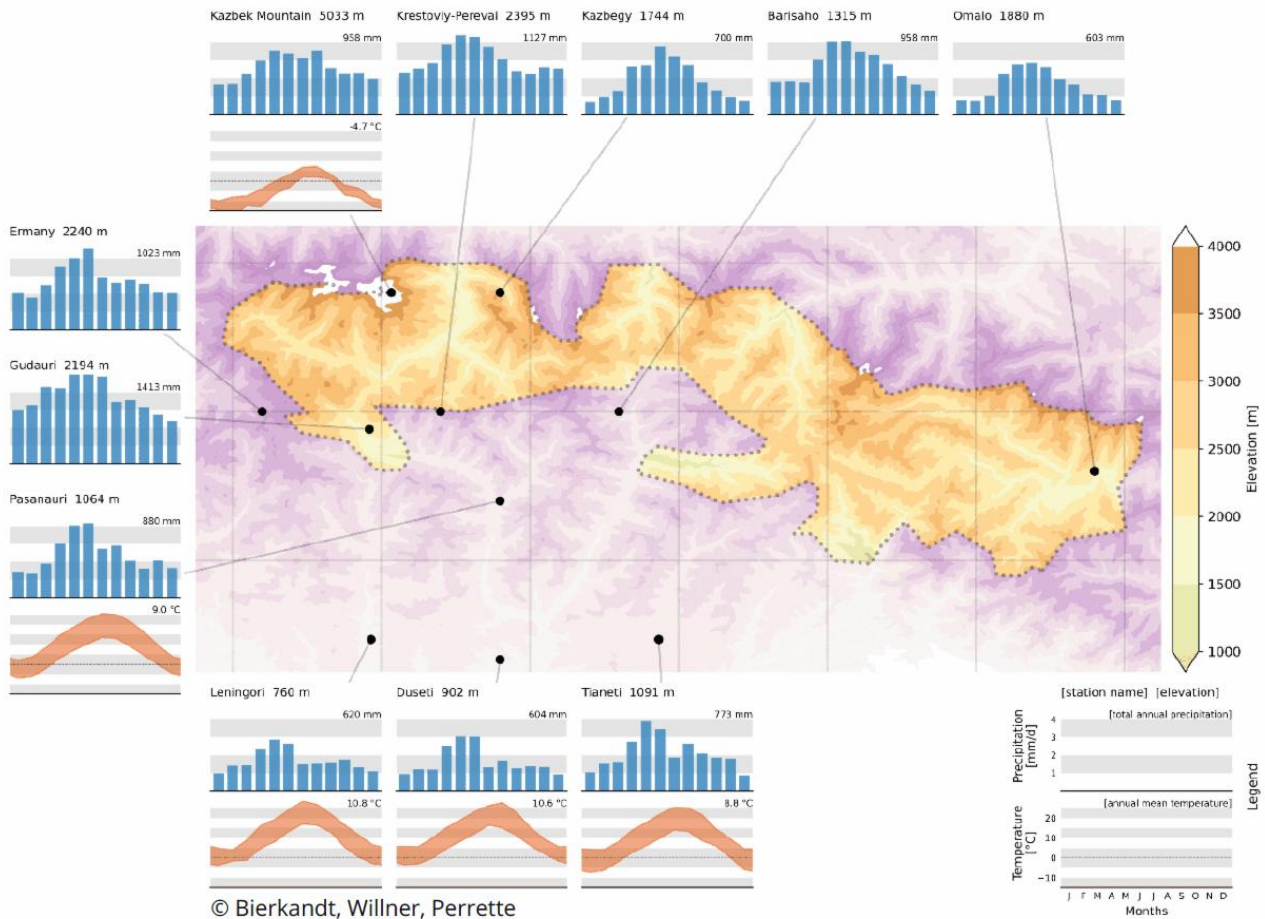 Kazbek Mountain 5033 m
958 mm
-4.7 °C
Krestoviy-Pereval 2395 m
1127 mm
Kazbegy 1744 m
700 mm
Barisaho 1315 m
958 mm
Omalo 1880 m
603 mm
Ermany 2240 m
1023 mm
Gudauri 2194 m
1413 mm
Pasanauri 1064 m
880 mm
9.0 °C
4000
3500
3000
2500
2000
1500
1000
Elevation [m]
Leningori 760 m
620 mm
10.8 °C
Duseti 902 m
604 mm
10.6 °C
Tianeti 1091 m
773 mm
8.8 °C
[station name] [elevation]
[total annual precipitation]
Precipitation
[mm/d]
4
3
2
1
[annual mean temperature]
Temperature
[°C]
20
10
0
−10
J F M A M J J A S O N D
Months
Legend
© Bierkandt, Willner, Perrette